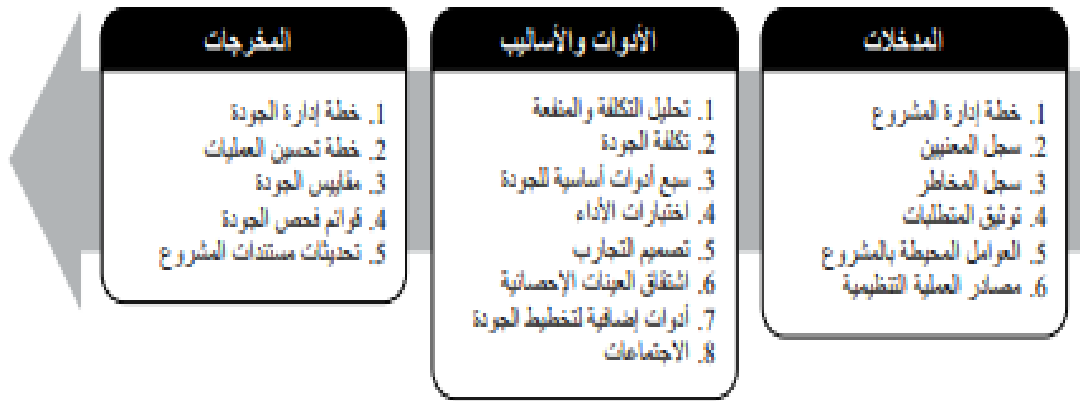 المدخلات
1. خطة إدارة المشروع
2. سجل المعنيين
3. سجل المخاطر
4. توثيق المتطلبات
5. العوامل المحيطة بالمشروع
6. مصادر العملية التنظيمية
الأدوات والأساليب
1. تحليل التكلفة والمنفعة
2. تكلفة الجودة
3. سبع أدوات أساسية للجودة
4. اختبارات الأداء
5. تصميم التجارب
6. اشتقاق العينات الإحصائية
7. أدوات إضافية لتخطيط الجودة
8. الاجتماعات
المخرجات
1. خطة إدارة الجودة
2. خطة تحسين العمليات
3. مقاييس الجودة
4. قوائم فحص الجودة
5. تحديثات مستندات المشروع